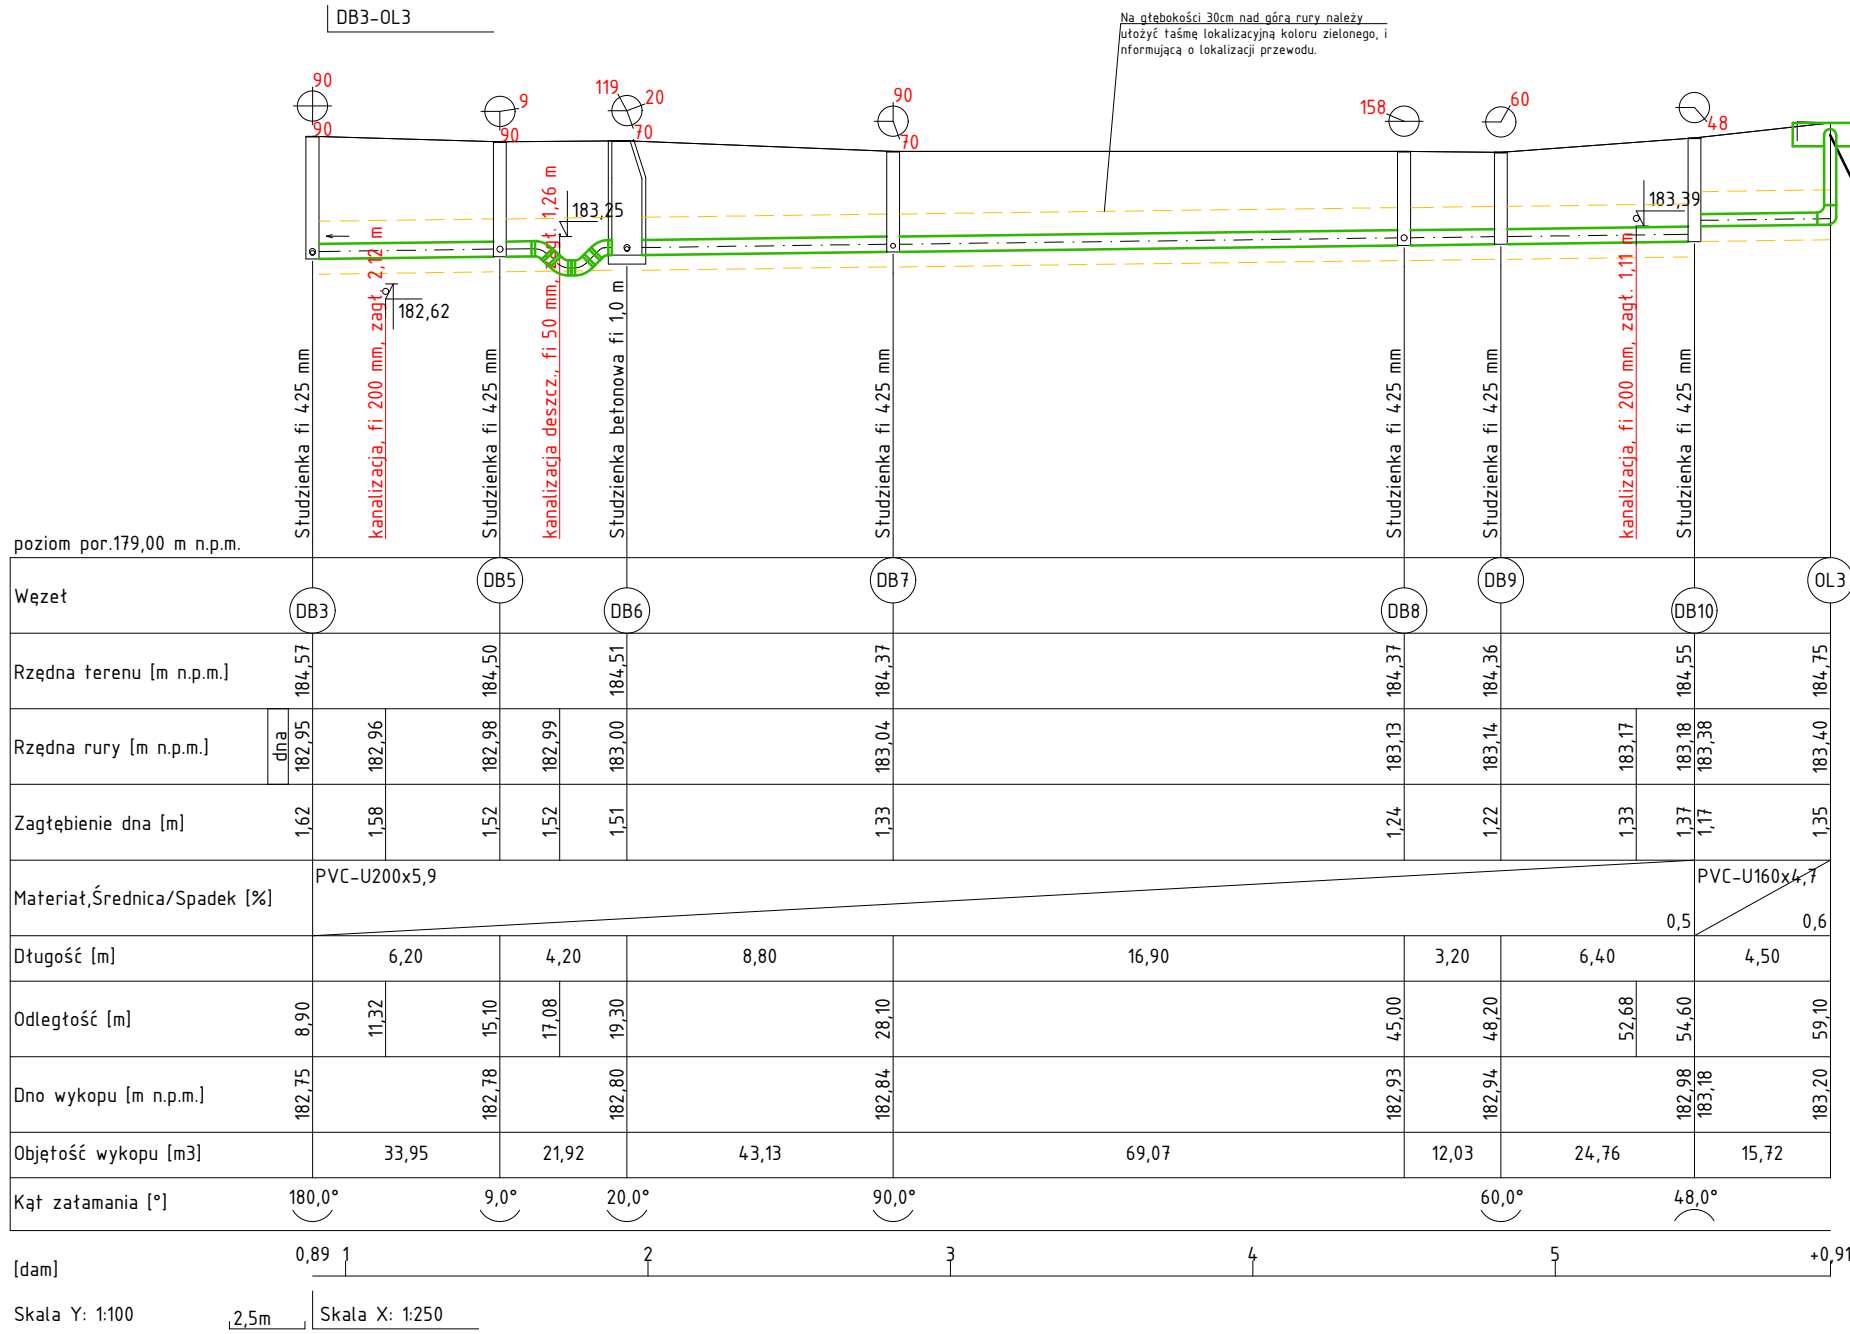 DB3-OL3
Na głębokości 30cm nad górą rury należy
ułożyć taśmę lokalizacyjną koloru zielonego, i
nformującą o lokalizacji przewodu.
90
90
9
90
119
20
70
90
70
158
60
48
183,25
183,39
182,62
Studzienka fi 425 mm
kanalizacja, fi 200 mm, zagł. 2,12 m
Studzienka fi 425 mm
kanalizacja deszcz., fi 50 mm, zagł. 1,26 m
Studzienka betonowa fi 1,0 m
Studzienka fi 425 mm
Studzienka fi 425 mm
Studzienka fi 425 mm
kanalizacja, fi 200 mm, zagł. 1,11 m
Studzienka fi 425 mm
poziom por.179,00 m n.p.m.
Węzeł DB3 DB5 DB6 DB7 DB8 DB9 DB10 OL3
Rzędna terenu [m n.p.m.] 184,57 184,50 184,51 184,37 184,37 184,36 184,55 184,75
Rzędna rury [m n.p.m.] dna 182,95 182,96 182,98 182,99 183,00 183,04 183,13 183,14 183,17 183,18 183,38 183,40
Zagłębienie dna [m] 1,62 1,58 1,52 1,52 1,51 1,33 1,24 1,22 1,33 1,37 1,17 1,35
PVC-U200x5,9 PVC-U160x4,7
Materiał,Średnica/Spadek [%]
0,5 0,6
Długość [m] 6,20 4,20 8,80 16,90 3,20 6,40 4,50
Odległość [m] 8,90 11,32 15,10 17,08 19,30 28,10 45,00 48,20 52,68 54,60 59,10
Dno wykopu [m n.p.m.] 182,75 182,78 182,80 182,84 182,93 182,94 182,98 183,18 183,20
Objętość wykopu [m3] 33,95 21,92 43,13 69,07 12,03 24,76 15,72
Kąt załamania [°] 180,0° 9,0° 20,0° 90,0° 60,0° 48,0°
0,89 1 2 3 4 5 +0,91
[dam]
Skala Y: 1:100 2,5m Skala X: 1:250